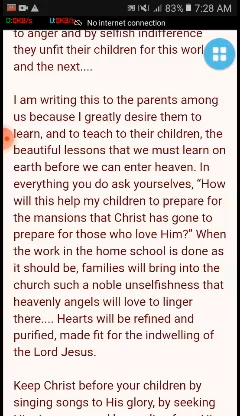 83% 7:28 AM
0:0KB/s U:0KB/s No internet connection
to anger and by selfish indifference
they unfit their children for this worl
and the next....
I am writing this to the parents among
us because I greatly desire them to
learn, and to teach to their children, the
beautiful lessons that we must learn on
earth before we can enter heaven. In
everything you do ask yourselves, “How
will this help my children to prepare for
the mansions that Christ has gone to
prepare for those who love Him?” When
the work in the home school is done as
it should be, families will bring into the
church such a noble unselfishness that
heavenly angels will love to linger
there.... Hearts will be refined and
purified, made fit for the indwelling of
the Lord Jesus.
Keep Christ before your children by
singing songs to His glory, by seeking